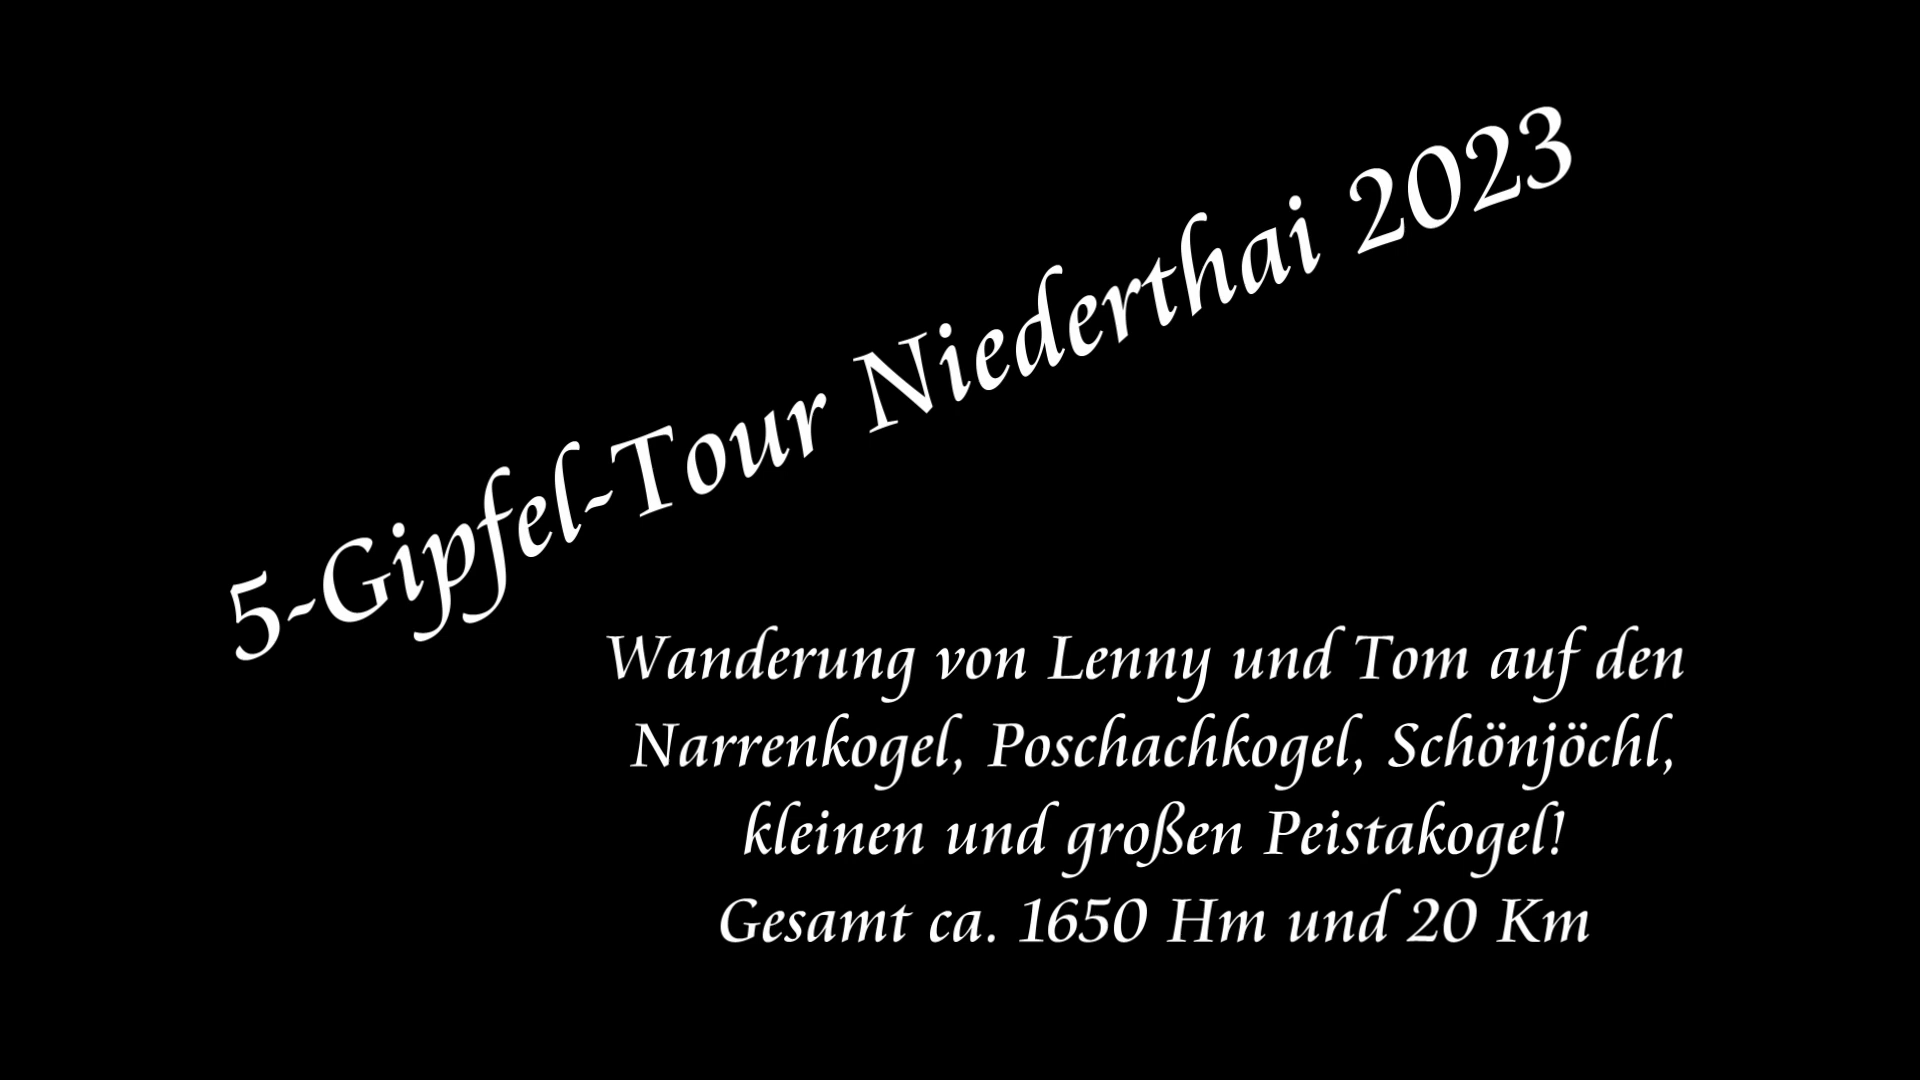 5-Gipfel-Tour Niederthai 2023
Wanderung von Lenny und Tom auf den
Narrenkogel, Poschachkogel, Schönjöchl,
kleinen und großen Peistakogel!
Gesamt ca. 1650 Hm und 20 Km